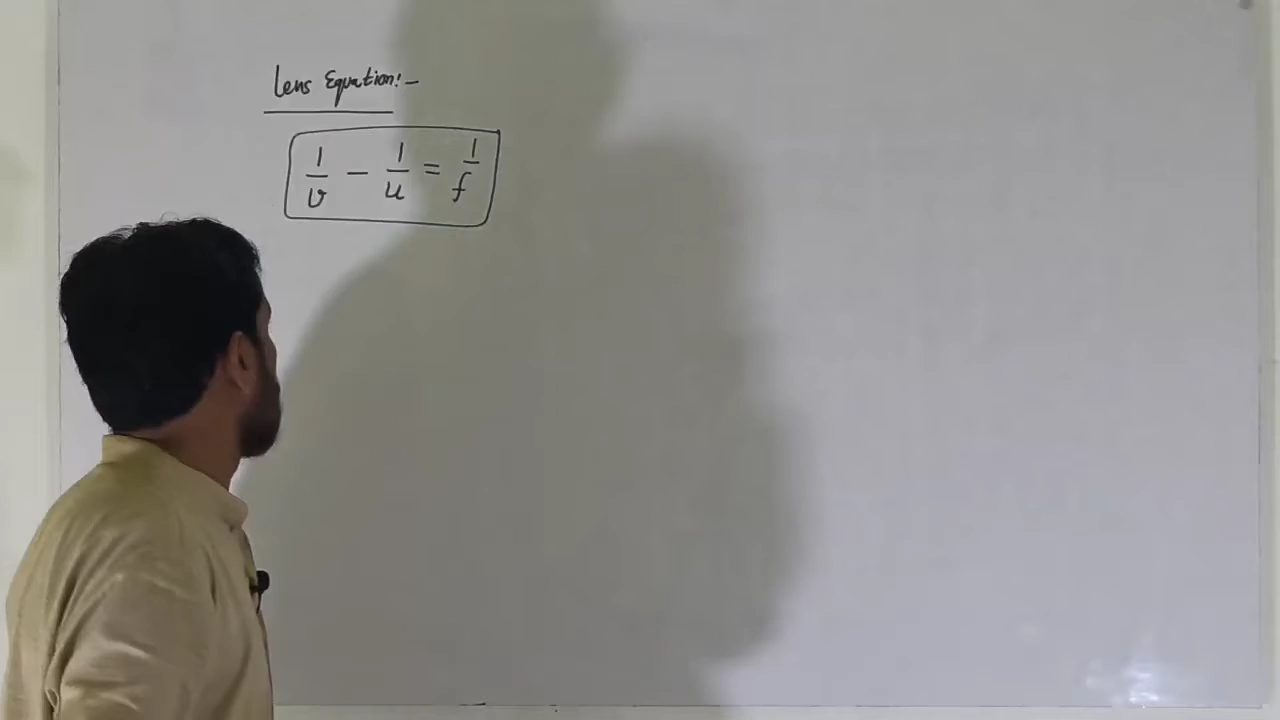 Lens Equation:-
1/v - 1/u = 1/f